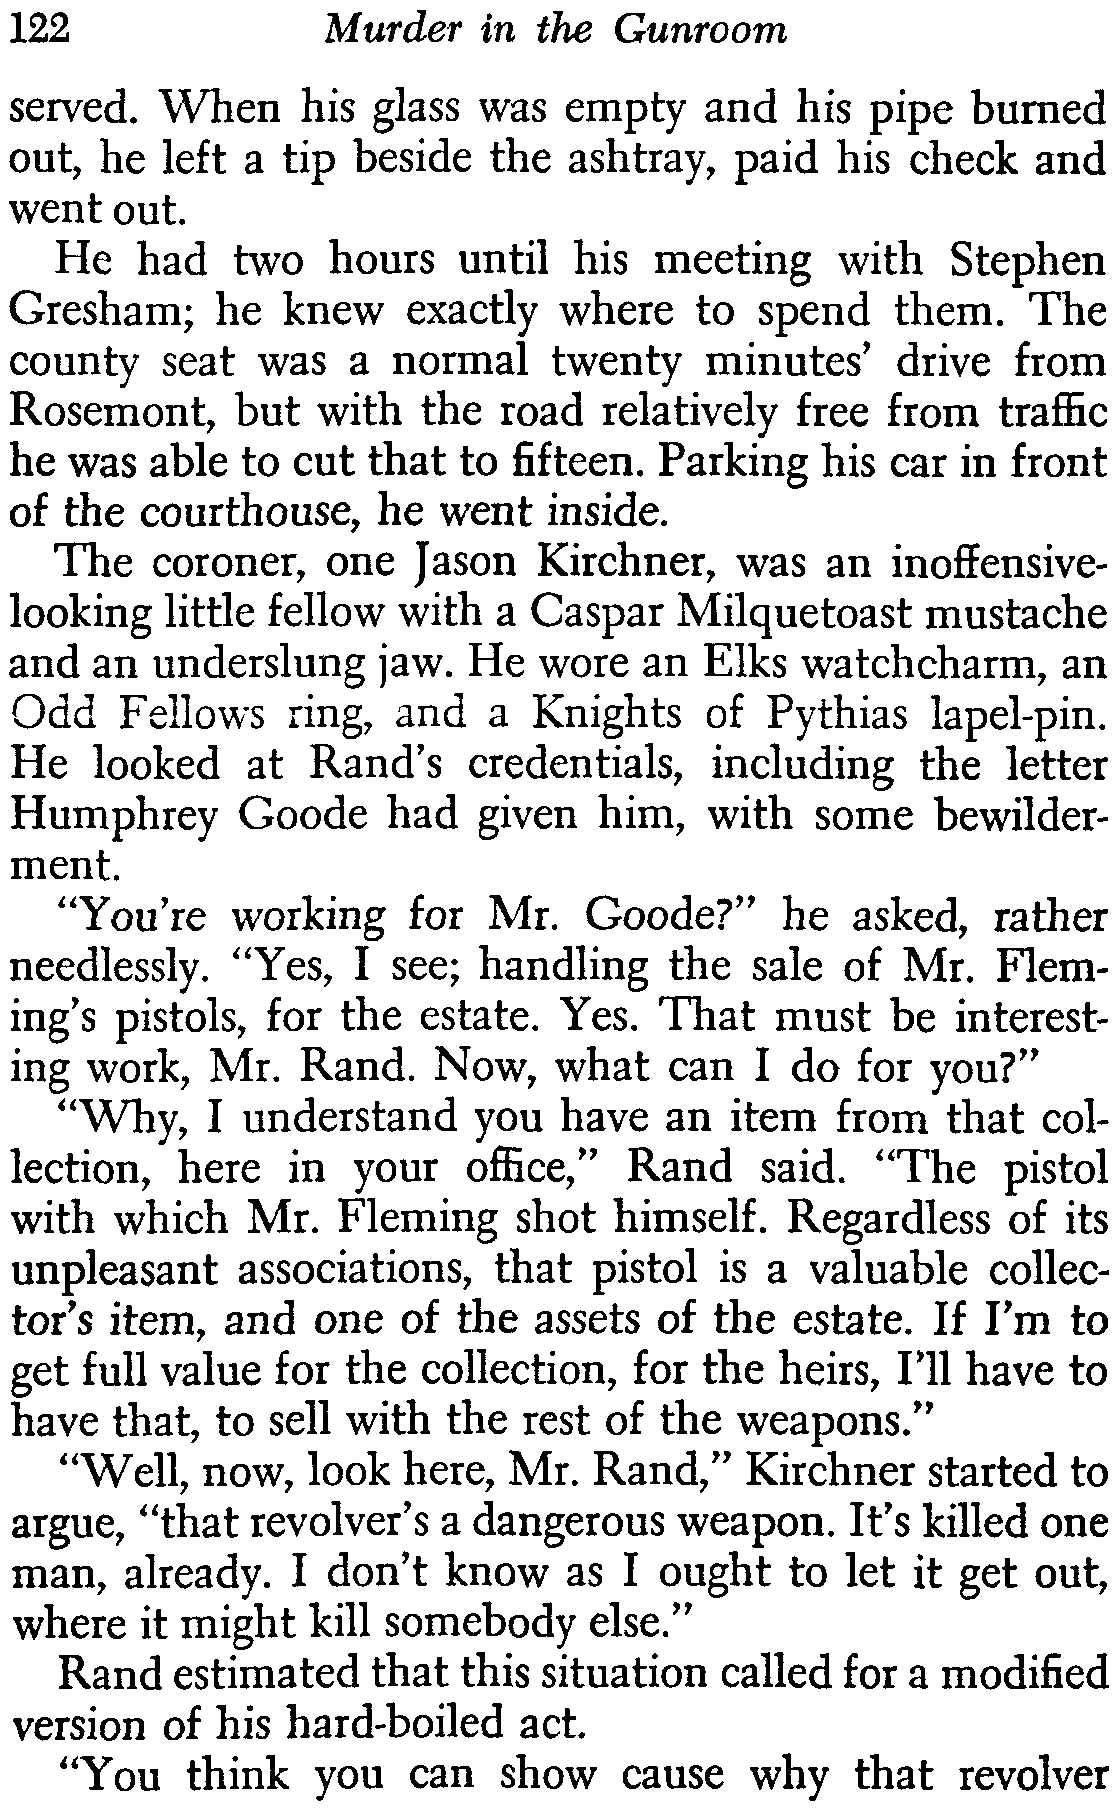 122 Murder in the Gunroom
served. When his glass was empty and his pipe burned
out, he left a tip beside the ashtray, paid his check and
went out.
He had two hours until his meeting with Stephen
Gresham; he knew exactly where to spend them. The
county seat was a normal twenty minutes' drive from
Rosemont, but with the road relatively free from traffic
he was able to cut that to fifteen. Parking his car in front
of the courthouse, he went inside.
The coroner, one Jason Kirchner, was an inoffensive-
looking little fellow with a Caspar Milquetoast mustache
and an underslung jaw. He wore an Elks watchcharm, an
Odd Fellows ring, and a Knights of Pythias lapel-pin.
He looked at Rand's credentials, including the letter
Humphrey Goode had given him, with some bewilder-
ment.
"You're working for Mr. Goode?" he asked, rather
needlessly. "Yes, I see; handling the sale of Mr. Flem-
ing's pistols, for the estate. Yes. That must be interest-
ing work, Mr. Rand. Now, what can I do for you?"
"Why, I understand you have an item from that col-
lection, here in your office," Rand said. "The pistol
with which Mr. Fleming shot himself. Regardless of its
unpleasant associations, that pistol is a valuable collec-
tor's item, and one of the assets of the estate. If I'm to
get full value for the collection, for the heirs, I'll have to
have that, to sell with the rest of the weapons."
"Well, now, look here, Mr. Rand," Kirchner started to
argue, "that revolver's a dangerous weapon. It's killed one
man, already. I don't know as I ought to let it get out,
where it might kill somebody else."
Rand estimated that this situation called for a modified
version of his hard-boiled act.
"You think you can show cause why that revolver